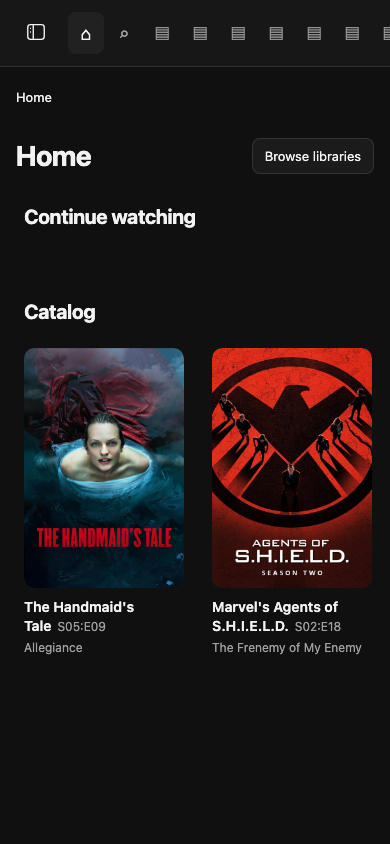 Home
Home
Browse libraries
Continue watching
Catalog
THE HANDMAID'S TALE
AGENTS OF
S.H.I.E.L.D.
SEASON TWO
The Handmaid's
Tale S05:E09
Allegiance
Marvel's Agents of
S.H.I.E.L.D. S02:E18
The Frenemy of My Enemy